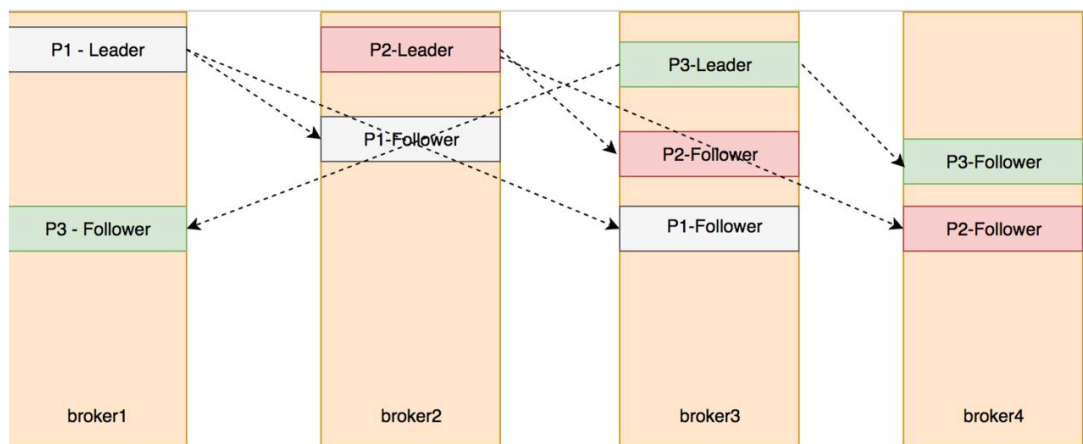 P1 - Leader
P3 - Follower
broker1
P2-Leader
P1-Follower
broker2
P3-Leader
P2-Follower
P1-Follower
broker3
P3-Follower
P2-Follower
broker4